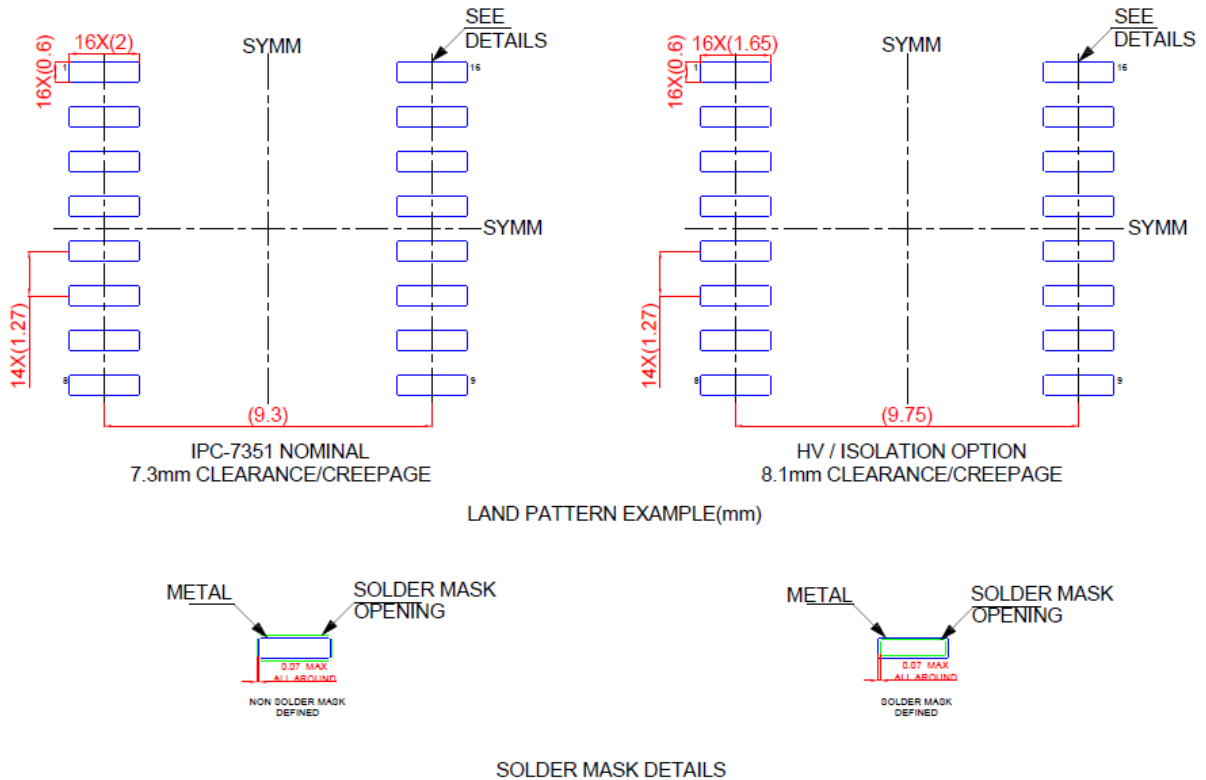 SEE
DETAILS
16X(2)
SYMM
16X(0.6)
1
16
SYMM
14X(1.27)
8
9
(9.3)
IPC-7351 NOMINAL
7.3mm CLEARANCE/CREEPAGE
SEE
DETAILS
16X(1.65)
SYMM
16X(0.6)
1
16
SYMM
14X(1.27)
8
9
(9.75)
HV / ISOLATION OPTION
8.1mm CLEARANCE/CREEPAGE
LAND PATTERN EXAMPLE(mm)
METAL
SOLDER MASK
OPENING
0.07 MAX
ALL AROUND
NON SOLDER MASK
DEFINED
METAL
SOLDER MASK
OPENING
0.07 MAX
ALL AROUND
SOLDER MASK
DEFINED
SOLDER MASK DETAILS